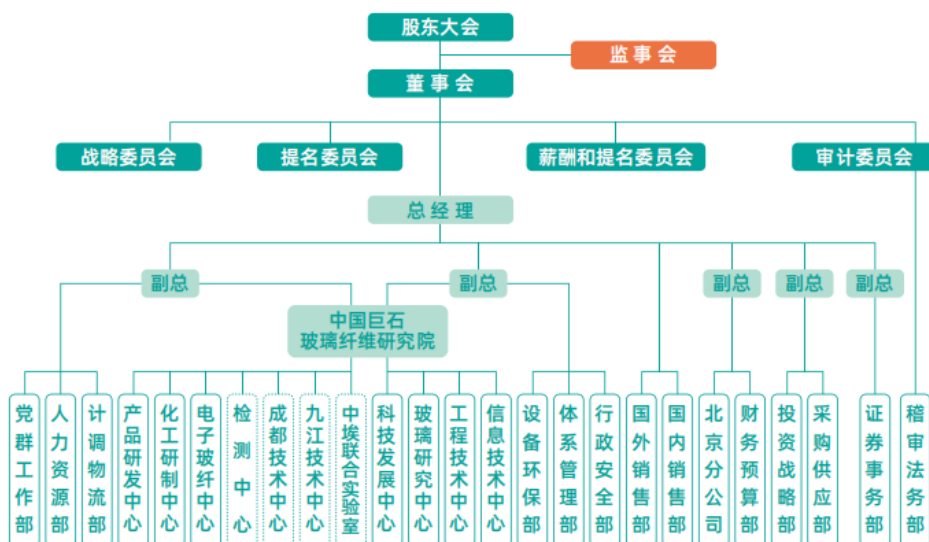 股东大会
监事会
董事会
战略委员会
提名委员会
薪酬和提名委员会
审计委员会
总经理
副总
副总
副总
副总
副总
中国巨石
玻璃纤维研究院
党群工作部
人力资源部
计调物流部
产品研发中心
化工研制中心
电子玻纤中心
检测中心
成都技术中心
九江技术中心
中埃联合实验室
科技发展中心
玻璃研究中心
工程技术中心
信息技术中心
设备环保部
体系管理部
行政安全部
国外销售部
国内销售部
北京分公司
财务预算部
投资战略部
采购供应部
证券事务部
稽审法务部